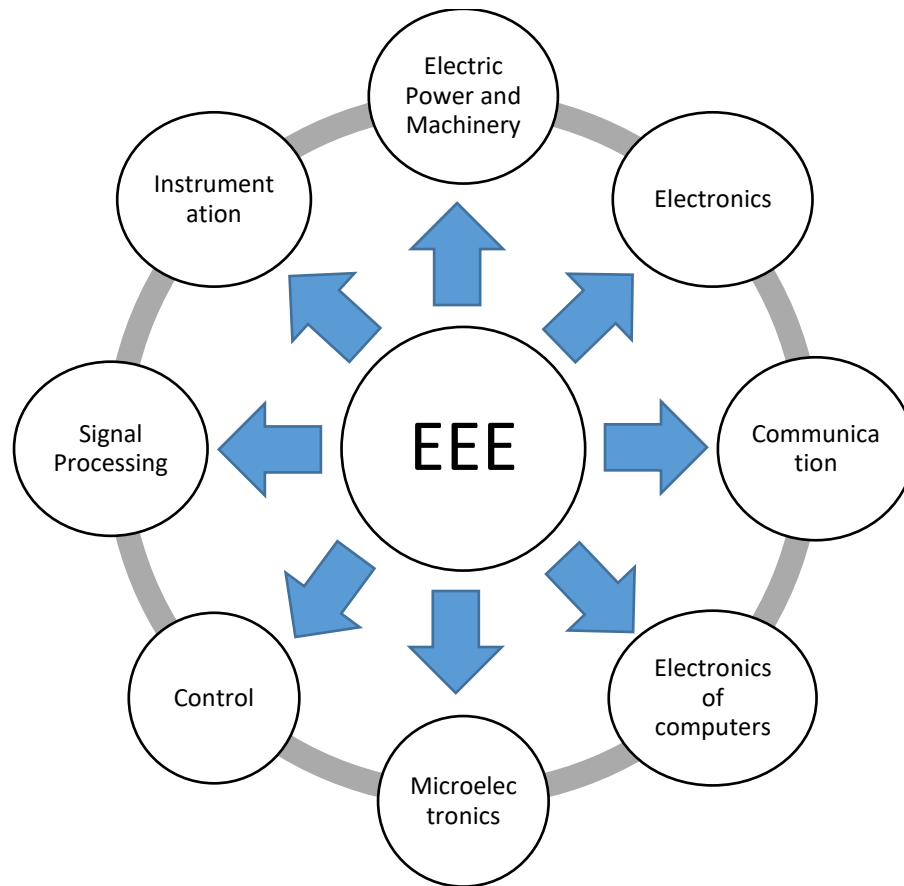 Electric
Power and
Machinery
Instrument
ation
Electronics
EEE
Signal
Processing
Communica
tion
Control
Electronics
of
computers
Microelec
tronics